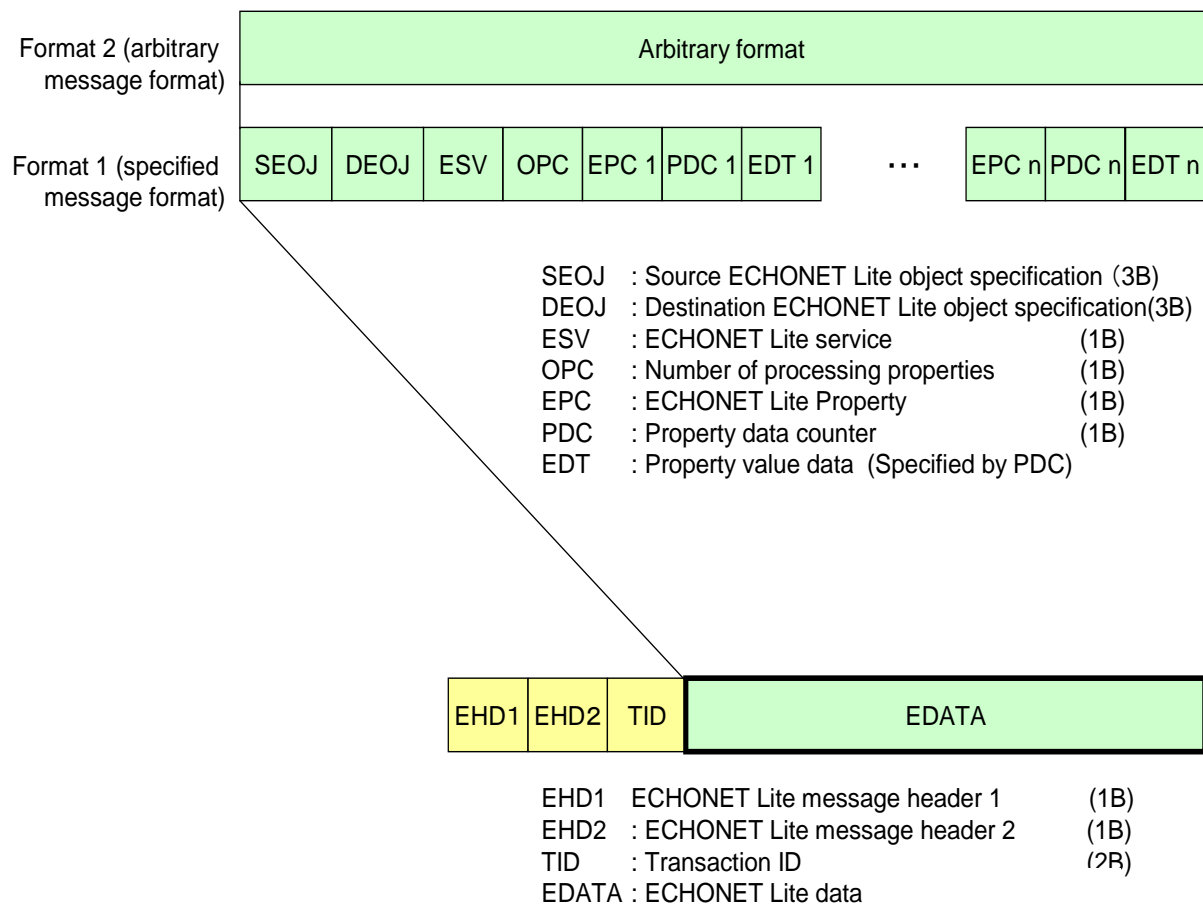 Format 2 (arbitrary
message format)
Arbitrary format
Format 1 (specified
message format)
SEOJ DEOJ ESV OPC EPC 1 PDC 1 EDT 1 ... EPC n PDC n EDT n
SEOJ : Source ECHONET Lite object specification (3B)
DEOJ : Destination ECHONET Lite object specification(3B)
ESV : ECHONET Lite service (1B)
OPC : Number of processing properties (1B)
EPC : ECHONET Lite Property (1B)
PDC : Property data counter (1B)
EDT : Property value data (Specified by PDC)
EHD1 EHD2 TID EDATA
EHD1 ECHONET Lite message header 1 (1B)
EHD2 : ECHONET Lite message header 2 (1B)
TID : Transaction ID (2B)
EDATA : ECHONET Lite data